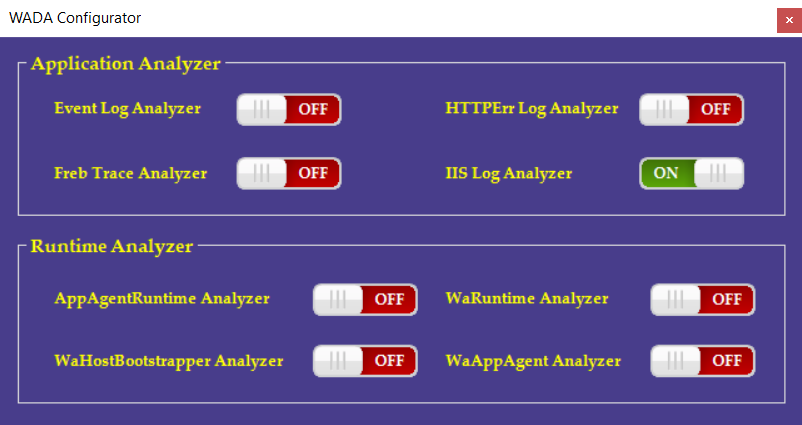 WADA Configurator
Application Analyzer
Event Log Analyzer OFF HTTPErr Log Analyzer OFF
Freb Trace Analyzer OFF IIS Log Analyzer ON
Runtime Analyzer
AppAgentRuntime Analyzer OFF WaRuntime Analyzer OFF
WaHostBootstrapper Analyzer OFF WaAppAgent Analyzer OFF